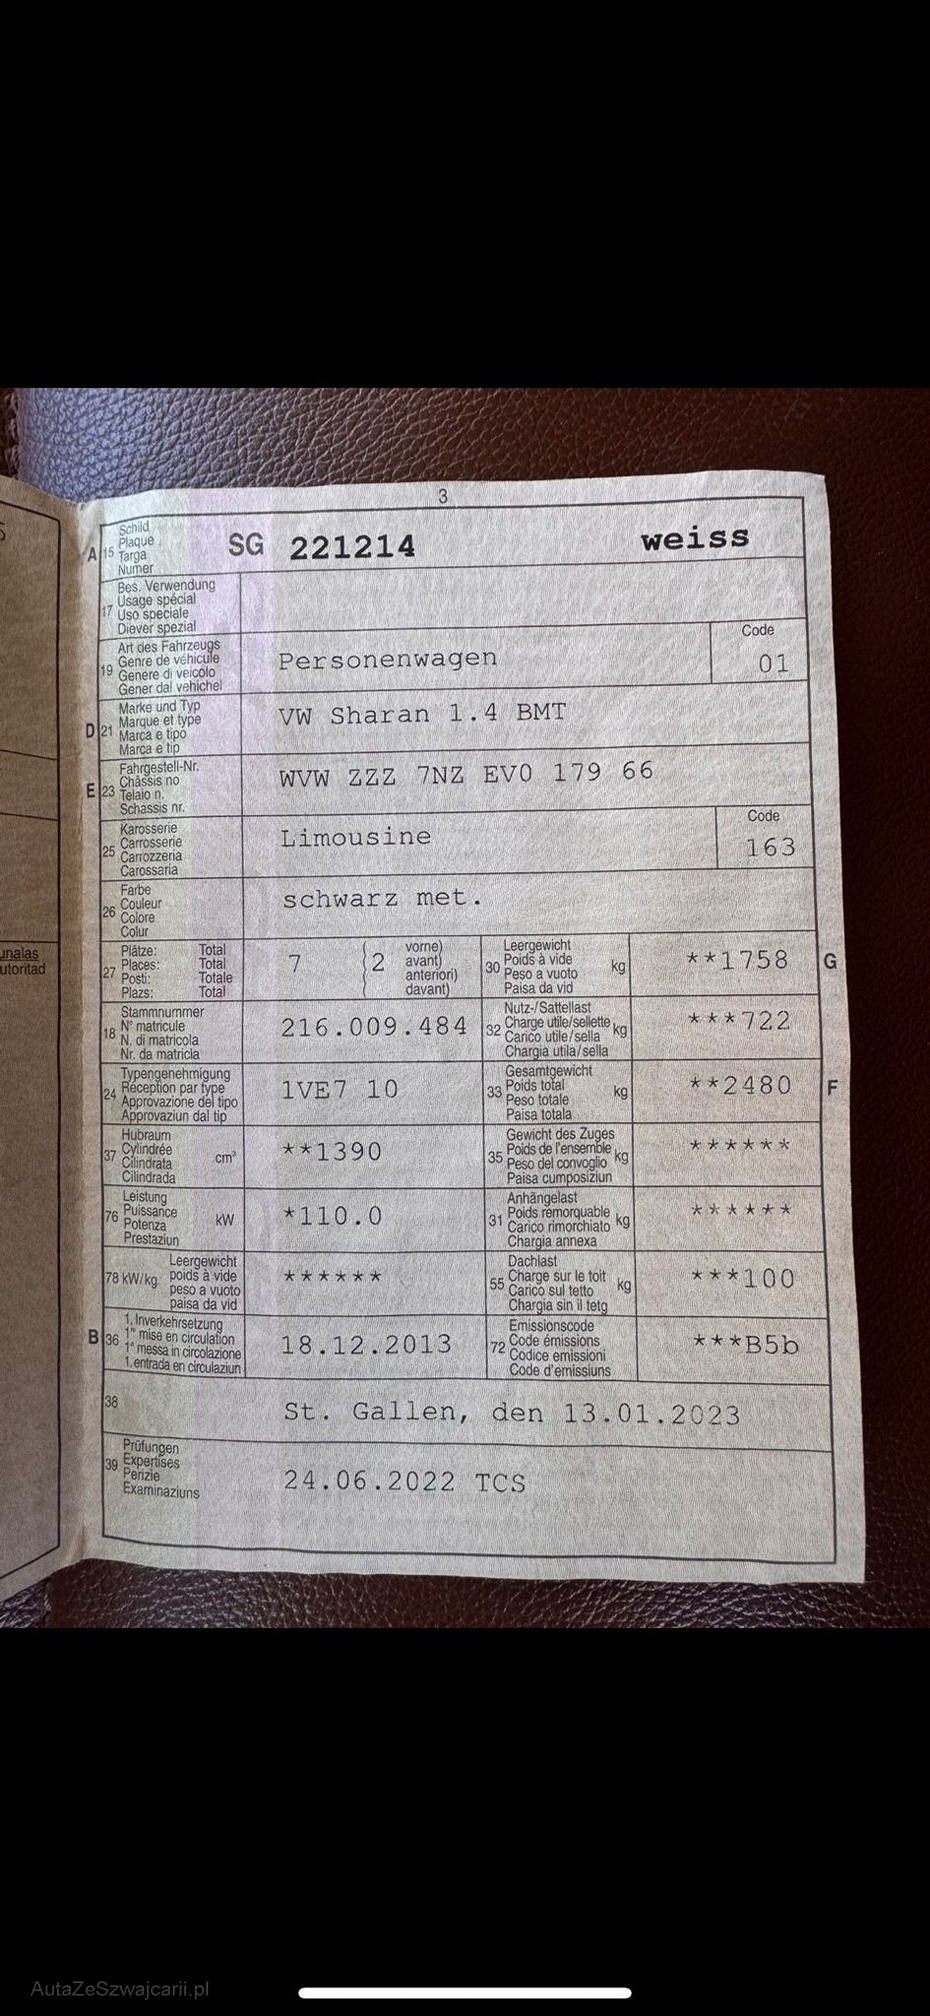 3
A 15 Schild
Plaque
Targa
Numer
SG 221214 weiss
17 Bes. Verwendung
Usage spécial
Uso speciale
Diever spezial
19 Art des Fahrzeugs
Genre de véhicule
Genere di veicolo
Gener dal vehichel
Personenwagen
Code
01
D 21 Marke und Typ
Marque et type
Marca e tipo
Marca e tip
VW Sharan 1.4 BMT
E 23 Fahrgestell-Nr.
Châssis no
Telaio n.
Schassis nr.
WVW ZZZ 7NZ EV0 179 66
25 Karosserie
Carrosserie
Carrozzeria
Carossaria
Limousine
Code
163
26 Farbe
Couleur
Colore
Colur
schwarz met.
27 Plätze: Total
Places: Total
Posti: Totale
Plazs: Total
7 2 vorne)
avant)
anteriori)
davant)
30 Leergewicht
Poids à vide
Peso a vuoto
Paisa da vid
kg
**1758 G
18 Stammnummer
N° matricule
N. di matricola
Nr. da matricla
216.009.484
32 Nutz-/Sattellast
Charge utile/sellette
Carico utile/sella
Chargia utila/sella
kg
***722
24 Typengenehmigung
Réception par type
Approvazione del tipo
Approvaziun dal tip
1VE7 10
33 Gesamtgewicht
Poids total
Peso totale
Paisa totala
kg
**2480 F
37 Hubraum
Cylindrée
Cilindrata
Cilindrada
cm³
**1390
35 Gewicht des Zuges
Poids de l'ensemble
Peso del convoglio
Paisa cumposiziun
kg
******
76 Leistung
Puissance
Potenza
Prestaziun
kW
*110.0
31 Anhängelast
Poids remorquable
Carico rimorchiato
Chargia annexa
kg
******
78 kW/kg Leergewicht
poids à vide
peso a vuoto
paisa da vid
******
55 Dachlast
Charge sur le toit
Carico sul tetto
Chargia sin il tetg
kg
***100
B 36 1. Inverkehrsetzung
1re mise en circulation
1a messa in circolazione
1. entrada en circulaziun
18.12.2013
72 Emissionscode
Code émissions
Codice emissioni
Code d'emissiuns
***B5b
38
St. Gallen, den 13.01.2023
39 Prüfungen
Expertises
Perizie
Examinaziuns
24.06.2022 TCS
AutaZeSzwajcarii.pl